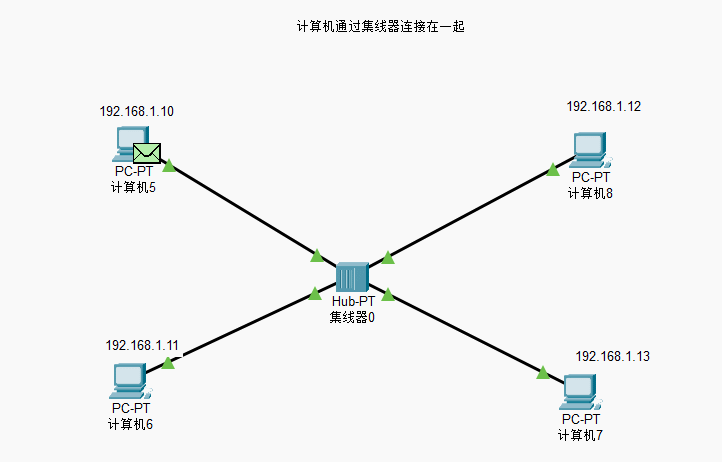 计算机通过集线器连接在一起
192.168.1.10
PC-PT
计算机5
192.168.1.12
PC-PT
计算机8
Hub-PT
集线器0
192.168.1.11
PC-PT
计算机6
192.168.1.13
PC-PT
计算机7